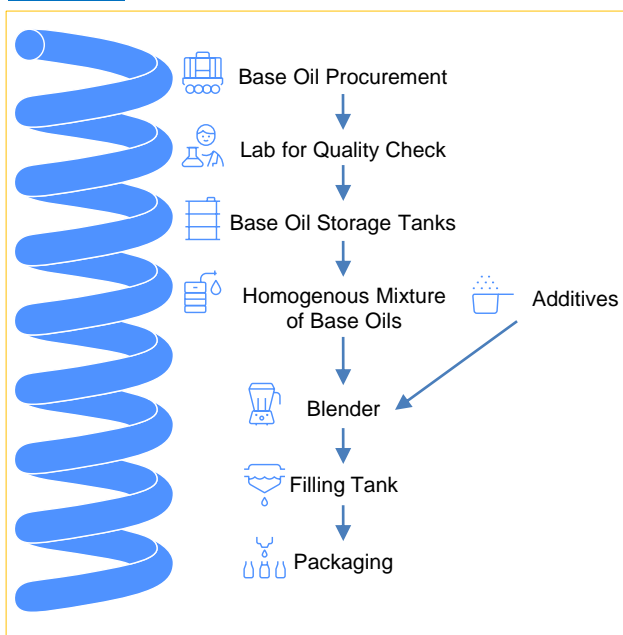 Base Oil Procurement
Lab for Quality Check
Base Oil Storage Tanks
Homogenous Mixture
of Base Oils
Additives
Blender
Filling Tank
Packaging